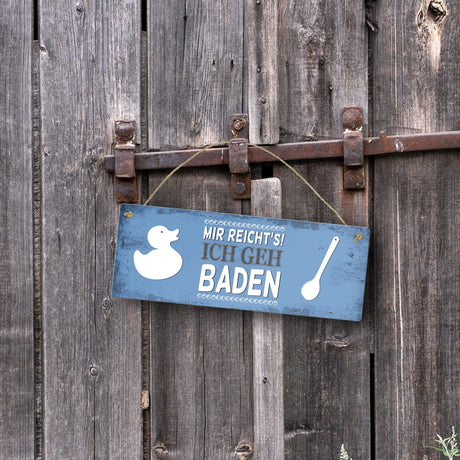 MIR REICHT'S!
ICH GEH
BADEN